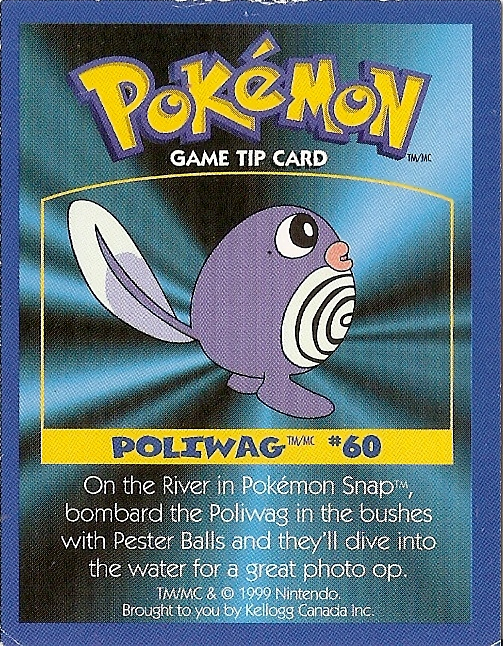 POKéMON
TM/MC
GAME TIP CARD
POLIWAG TM/MC #60
On the River in Pokémon Snap™,
bombard the Poliwag in the bushes
with Pester Balls and they'll dive into
the water for a great photo op.
TM/MC & © 1999 Nintendo.
Brought to you by Kellogg Canada Inc.